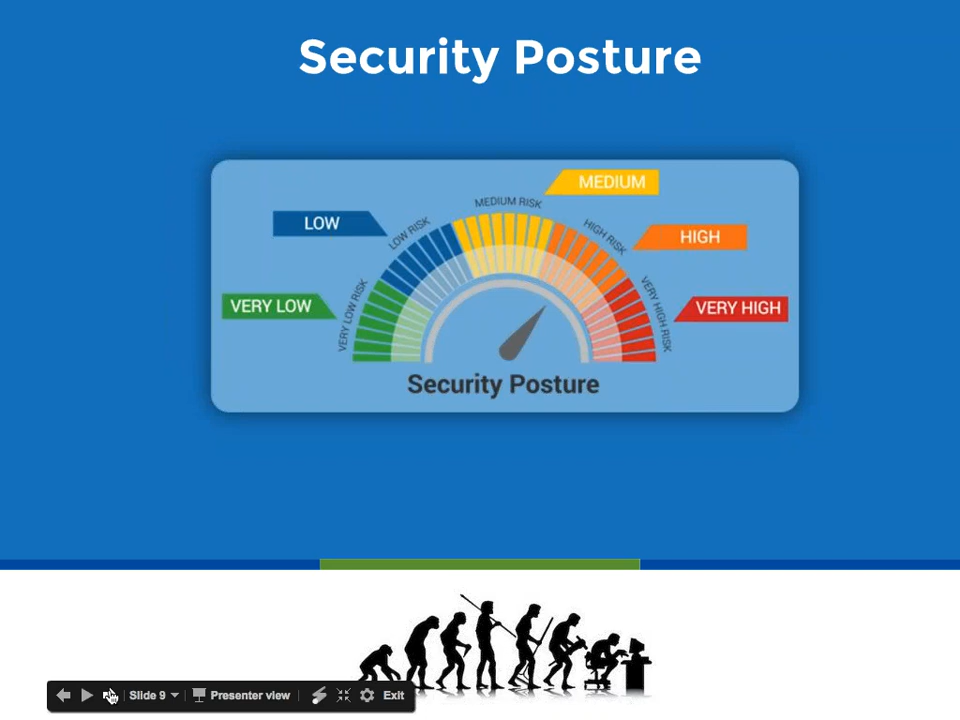 Security Posture
MEDIUM
LOW
MEDIUM RISK
LOW RISK
HIGH RISK
HIGH
VERY LOW
VERY LOW RISK
VERY HIGH RISK
VERY HIGH
Security Posture
Slide 9
Presenter view
Exit